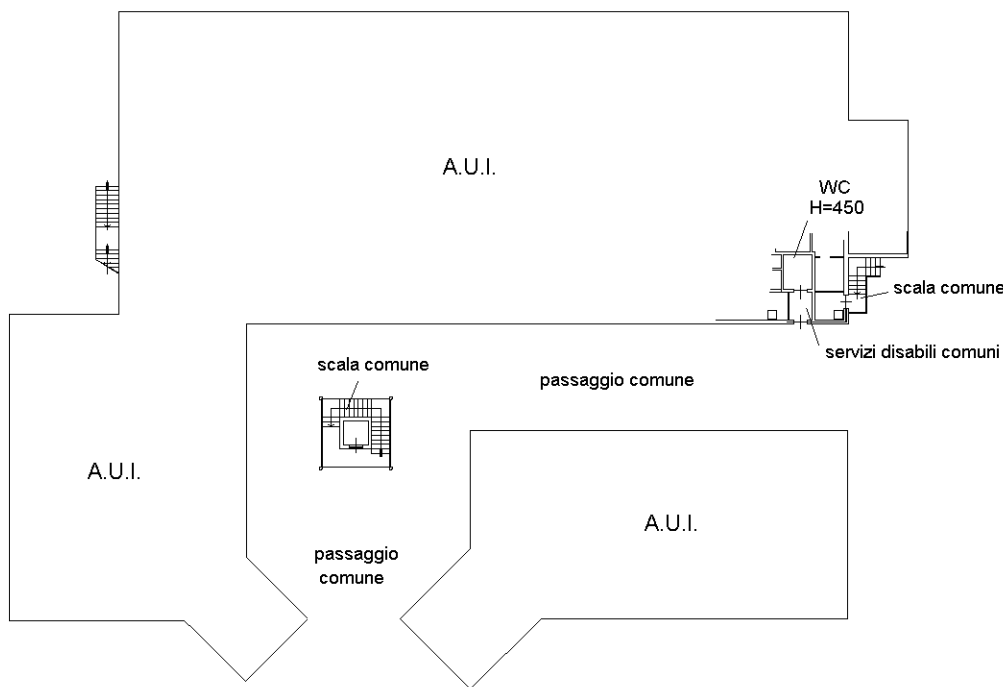 A.U.I.
WC
H=450
scala comune
servizi disabili comuni
scala comune
passaggio comune
A.U.I.
A.U.I.
passaggio
comune